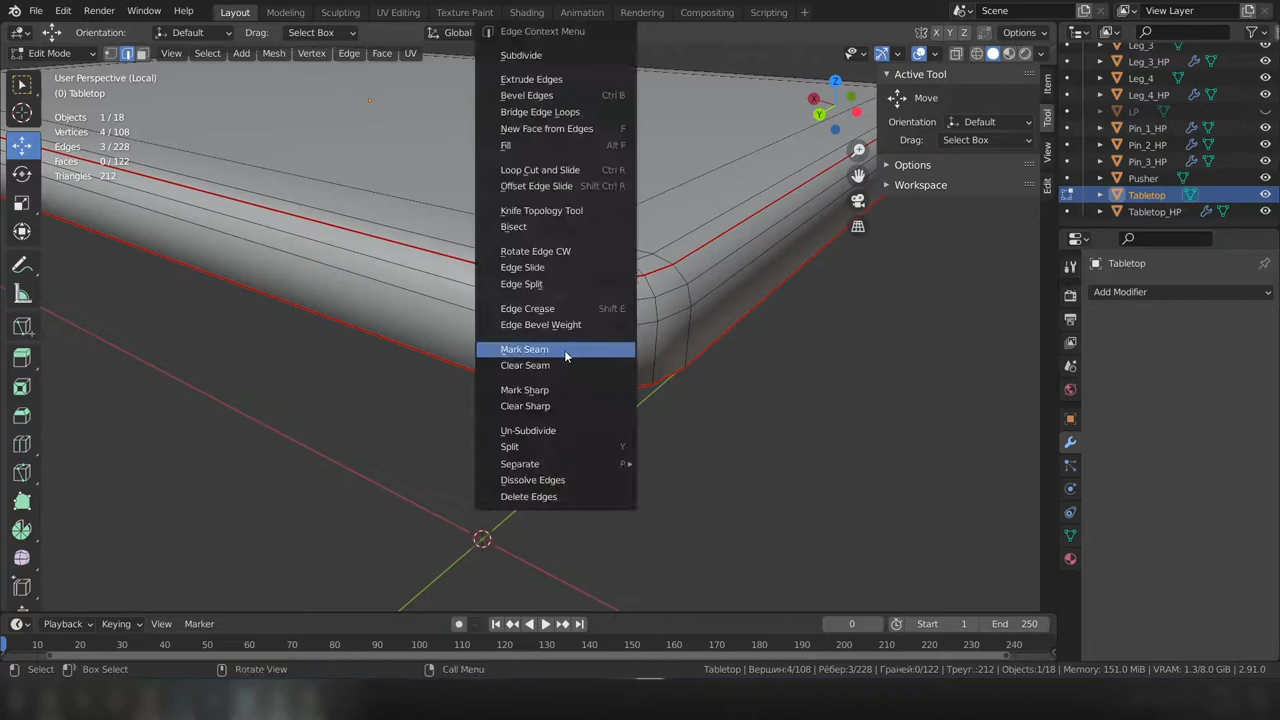 File Edit Render Window Help Layout Modeling Sculpting UV Editing Texture Paint Shading Animation Rendering Compositing Scripting Scene View Layer
Orientation: Default Drag: Select Box Global X Y Z Options
Edit Mode View Select Add Mesh Vertex Edge Face UV
User Perspective (Local)
(0) Tabletop
Objects 1 / 18
Vertices 4 / 108
Edges 3 / 228
Faces 0 / 122
Triangles 212
Edge Context Menu
Subdivide
Extrude Edges
Bevel Edges Ctrl B
Bridge Edge Loops
New Face from Edges F
Fill Alt F
Loop Cut and Slide Ctrl R
Offset Edge Slide Shift Ctrl R
Knife Topology Tool
Bisect
Rotate Edge CW
Edge Slide
Edge Split
Edge Crease Shift E
Edge Bevel Weight
Mark Seam
Clear Seam
Mark Sharp
Clear Sharp
Un-Subdivide
Split Y
Separate P
Dissolve Edges
Delete Edges
Z
X
Y
Active Tool
Move
Orientation Default
Drag: Select Box
Options
Workspace
Item
Tool
View
Edit
Leg_3
Leg_3_HP
Leg_4
Leg_4_HP
LP
Pin_1_HP
Pin_2_HP
Pin_3_HP
Pusher
Tabletop
Tabletop_HP
Tabletop
Add Modifier
Playback Keying View Marker 0 Start 1 End 250
10 20 30 40 50 60 70 80 90 100 110 120 130 140 150 160 170 180 190 200 210 220 230 240 250
Select Box Select Rotate View Call Menu Tabletop | Вершин:4/108 | Рёбер:3/228 | Граней:0/122 | Треуг.:212 | Objects:1/18 | Memory: 151.0 MiB | VRAM: 1.3/8.0 GiB | 2.91.0